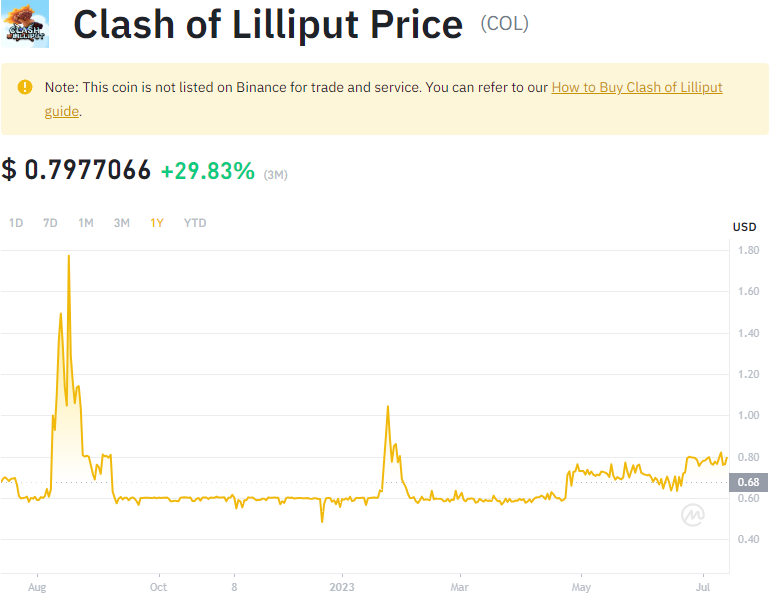 CLASH
OF LILLIPUT
Clash of Lilliput Price (COL)
Note: This coin is not listed on Binance for trade and service. You can refer to our How to Buy Clash of Lilliput
guide.
$ 0.7977066 +29.83% (3M)
1D 7D 1M 3M 1Y YTD
USD
1.80
1.60
1.40
1.20
1.00
0.80
0.68
0.60
0.40
Aug Oct 8 2023 Mar May Jul